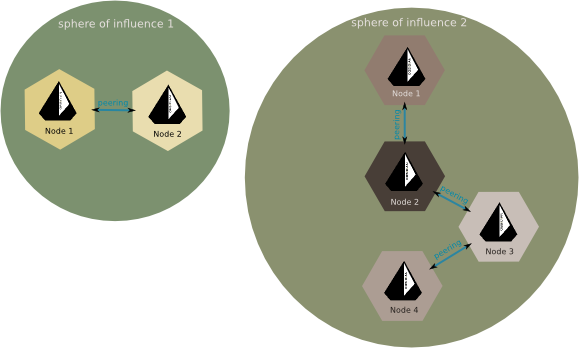 sphere of influence 1
peering
Node 1
Node 2
sphere of influence 2
Node 1
peering
Node 2
peering
Node 3
peering
Node 4